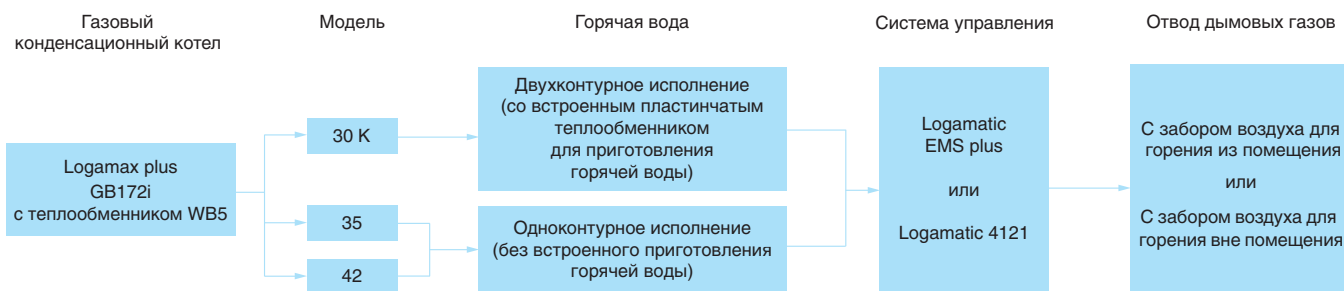 Газовый
конденсационный котел
Модель
Горячая вода
Система управления
Отвод дымовых газов
Logamax plus
GB172i
с теплообменником WB5
30 K
35
42
Двухконтурное исполнение
(со встроенным пластинчатым
теплообменником
для приготовления
горячей воды)
Одноконтурное исполнение
(без встроенного приготовления
горячей воды)
Logamatic
EMS plus
или
Logamatic 4121
С забором воздуха для
горения из помещения
или
С забором воздуха для
горения вне помещения